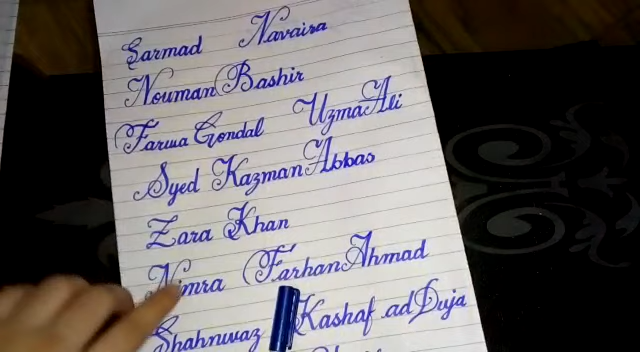 Sarmad Navaira
Nouman Bashir
Farwa Gondal Uzma Ali
Syed Kazman Abbas
Zara Khan
Nimra Farhan Ahmad
Shahnwaz Kashaf ad Duja